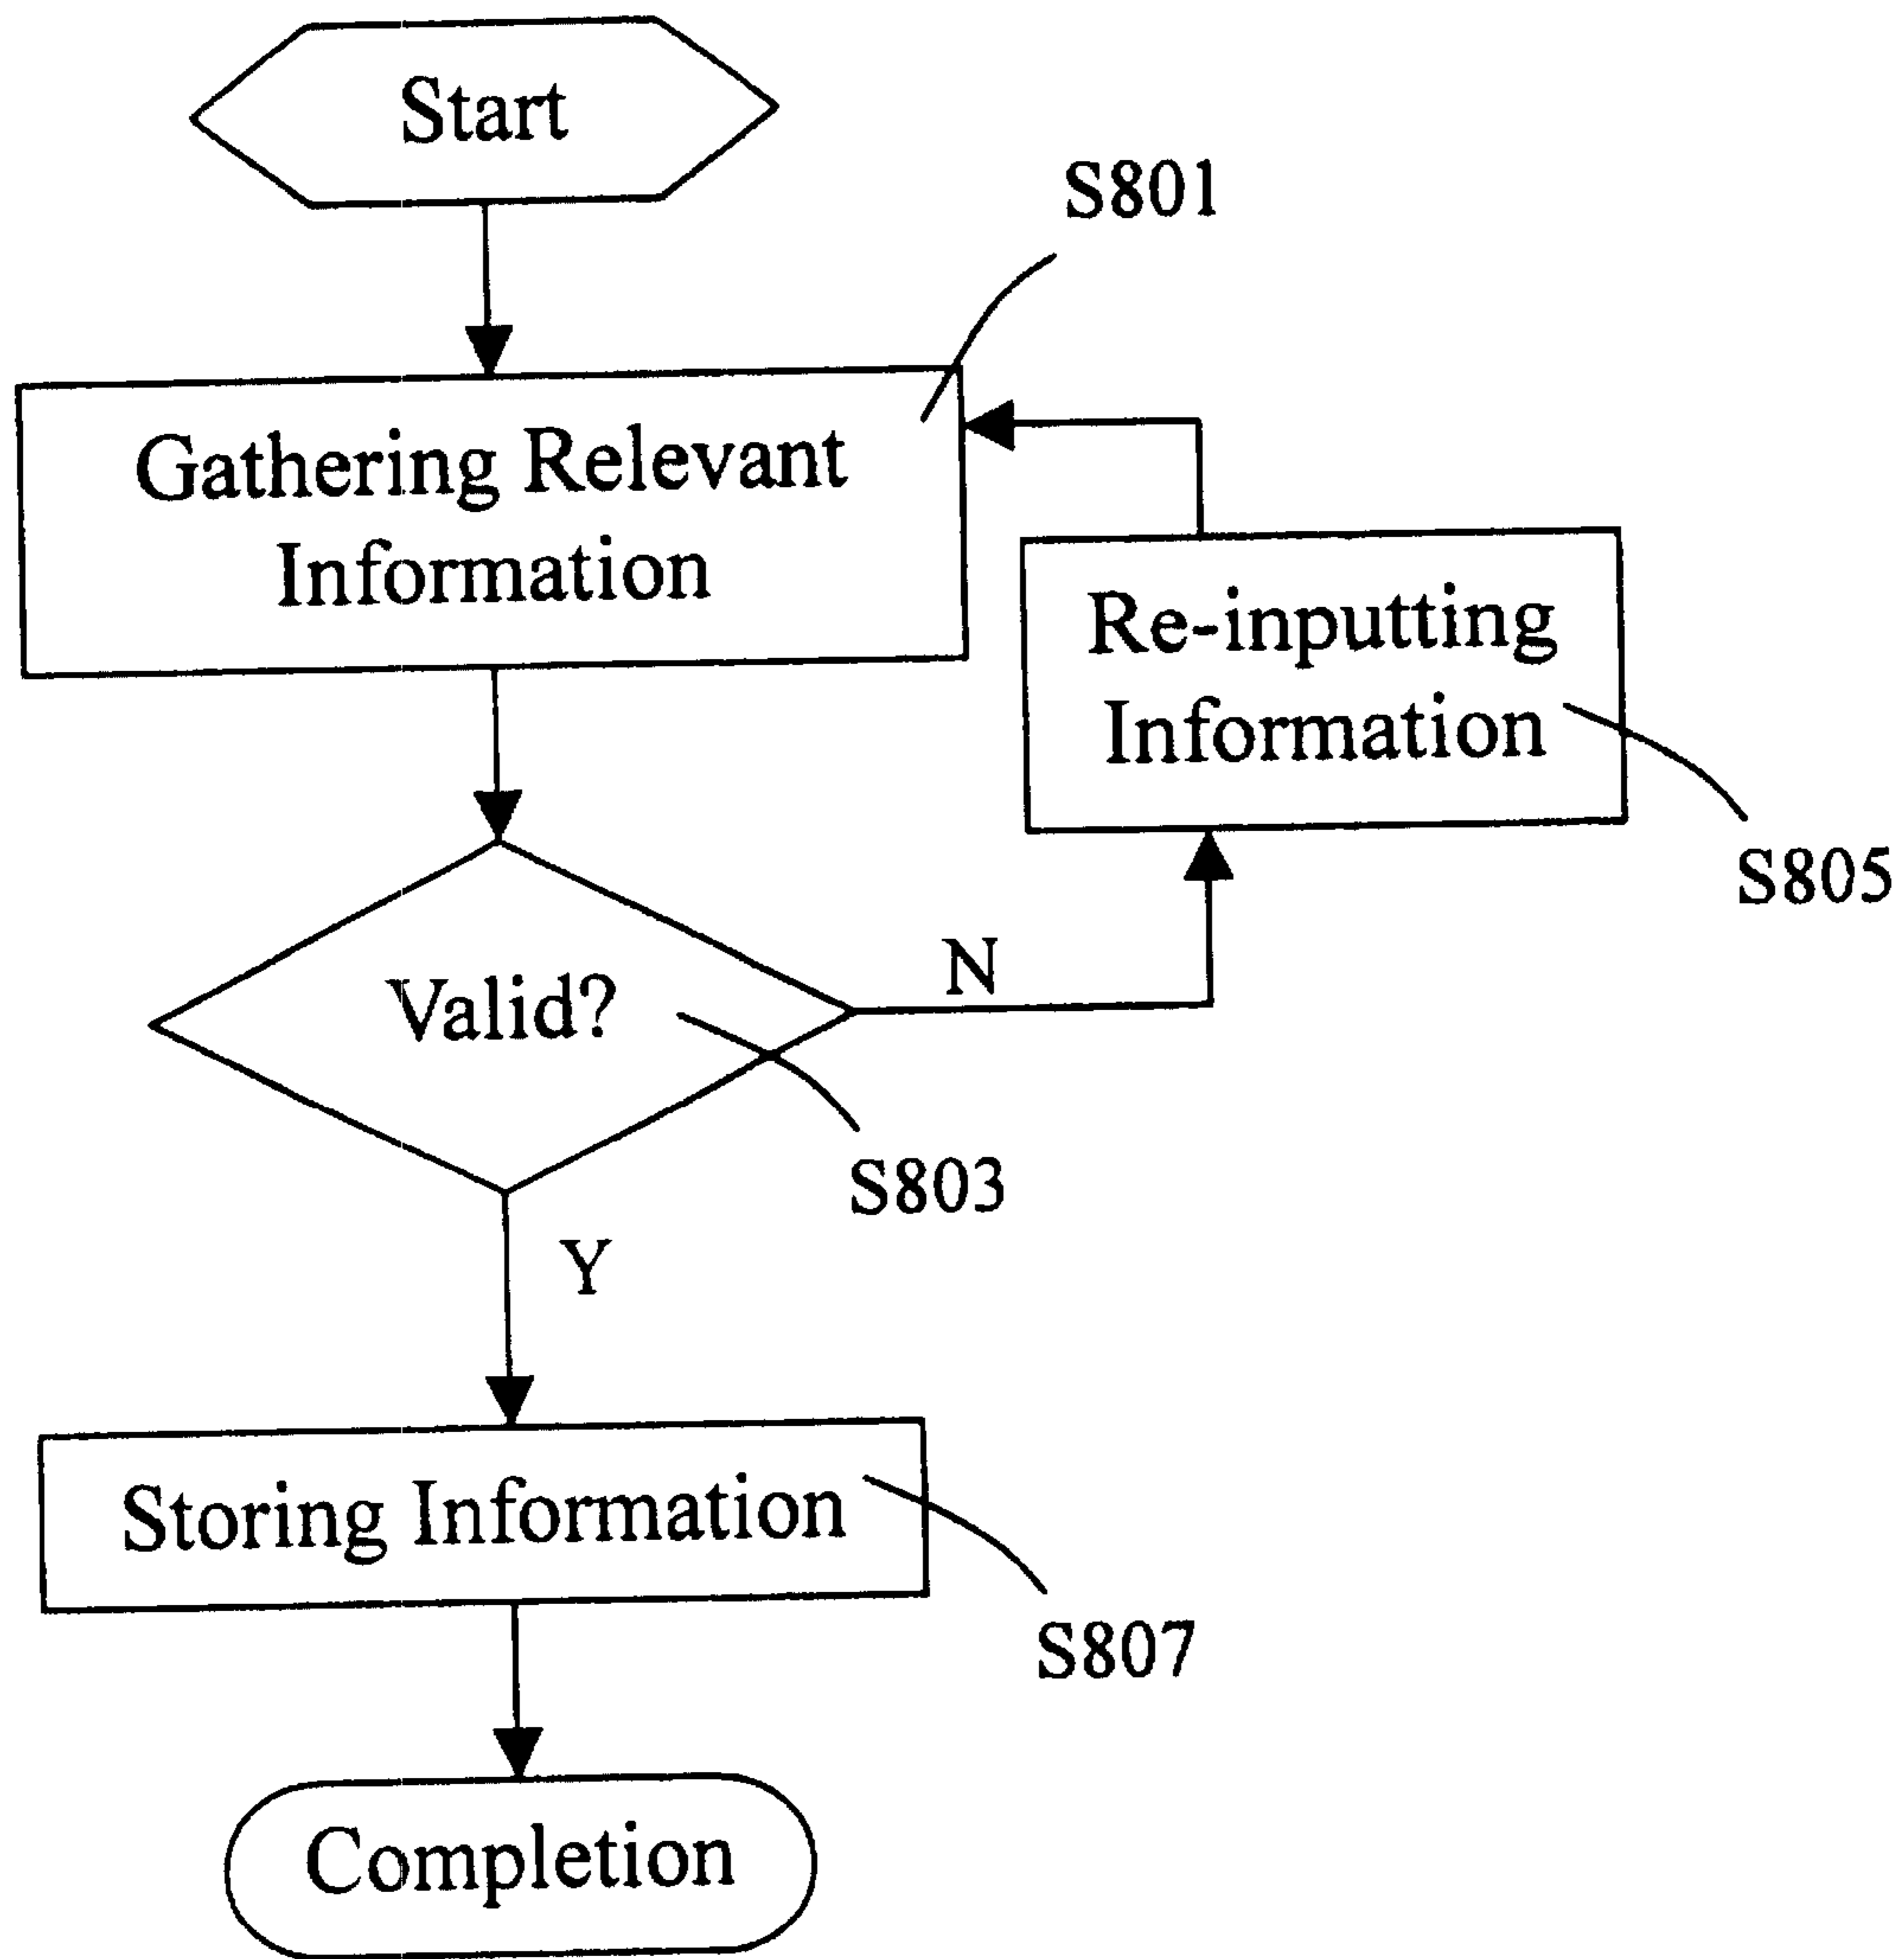 Start
S801
Gathering Relevant
Information
Re-inputting
Information
S805
Valid?
N
S803
Y
Storing Information
S807
Completion